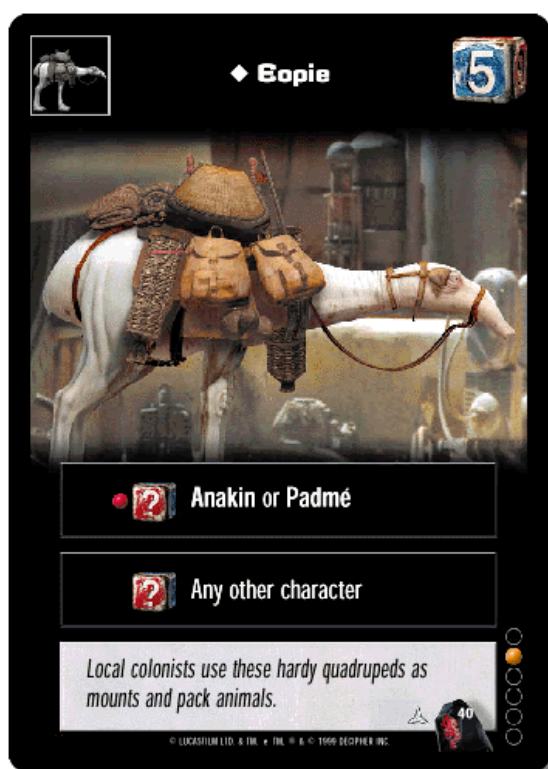 Eopie
5
? Anakin or Padmé
? Any other character
Local colonists use these hardy quadrupeds as
mounts and pack animals.
40
© LUCASFILM LTD. & TM. ® & © 1999 DECIPHER INC.